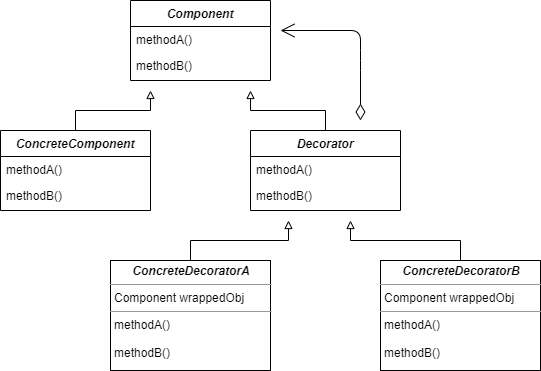 Component
methodA()
methodB()
ConcreteComponent
methodA()
methodB()
Decorator
methodA()
methodB()
ConcreteDecoratorA
Component wrappedObj
methodA()
methodB()
ConcreteDecoratorB
Component wrappedObj
methodA()
methodB()